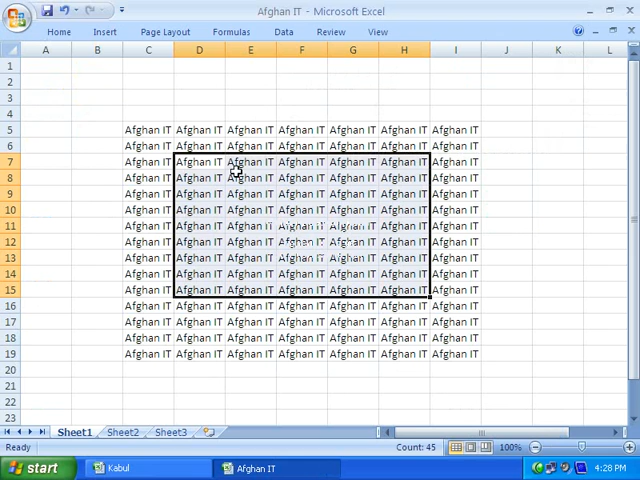 Afghan IT - Microsoft Excel
Home Insert Page Layout Formulas Data Review View
A B C D E F G H I J K L
1
2
3
4
5 Afghan IT Afghan IT Afghan IT Afghan IT Afghan IT Afghan IT Afghan IT
6 Afghan IT Afghan IT Afghan IT Afghan IT Afghan IT Afghan IT Afghan IT
7 Afghan IT Afghan IT Afghan IT Afghan IT Afghan IT Afghan IT Afghan IT
8 Afghan IT Afghan IT Afghan IT Afghan IT Afghan IT Afghan IT Afghan IT
9 Afghan IT Afghan IT Afghan IT Afghan IT Afghan IT Afghan IT Afghan IT
10 Afghan IT Afghan IT Afghan IT Afghan IT Afghan IT Afghan IT Afghan IT
11 Afghan IT Afghan IT Afghan IT Afghan IT Afghan IT Afghan IT Afghan IT
12 Afghan IT Afghan IT Afghan IT Afghan IT Afghan IT Afghan IT Afghan IT
13 Afghan IT Afghan IT Afghan IT Afghan IT Afghan IT Afghan IT Afghan IT
14 Afghan IT Afghan IT Afghan IT Afghan IT Afghan IT Afghan IT Afghan IT
15 Afghan IT Afghan IT Afghan IT Afghan IT Afghan IT Afghan IT Afghan IT
16 Afghan IT Afghan IT Afghan IT Afghan IT Afghan IT Afghan IT Afghan IT
17 Afghan IT Afghan IT Afghan IT Afghan IT Afghan IT Afghan IT Afghan IT
18 Afghan IT Afghan IT Afghan IT Afghan IT Afghan IT Afghan IT Afghan IT
19 Afghan IT Afghan IT Afghan IT Afghan IT Afghan IT Afghan IT Afghan IT
20
21
22
23
Sheet1 Sheet2 Sheet3
Ready Count: 45 100%
start Kabul Afghan IT 4:28 PM